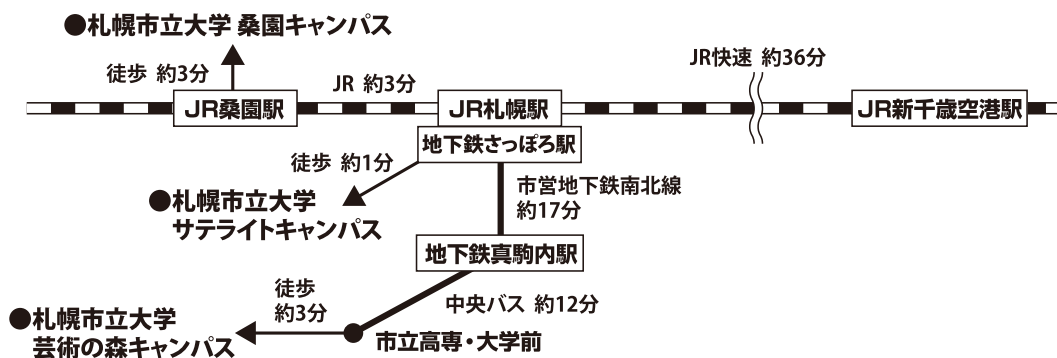 ●札幌市立大学 桑園キャンパス
徒歩 約3分
JR 約3分
JR快速 約36分
JR桑園駅
JR札幌駅
JR新千歳空港駅
地下鉄さっぽろ駅
徒歩 約1分
●札幌市立大学
サテライトキャンパス
市営地下鉄南北線
約17分
地下鉄真駒内駅
徒歩
約3分
中央バス 約12分
●札幌市立大学
芸術の森キャンパス
市立高専・大学前